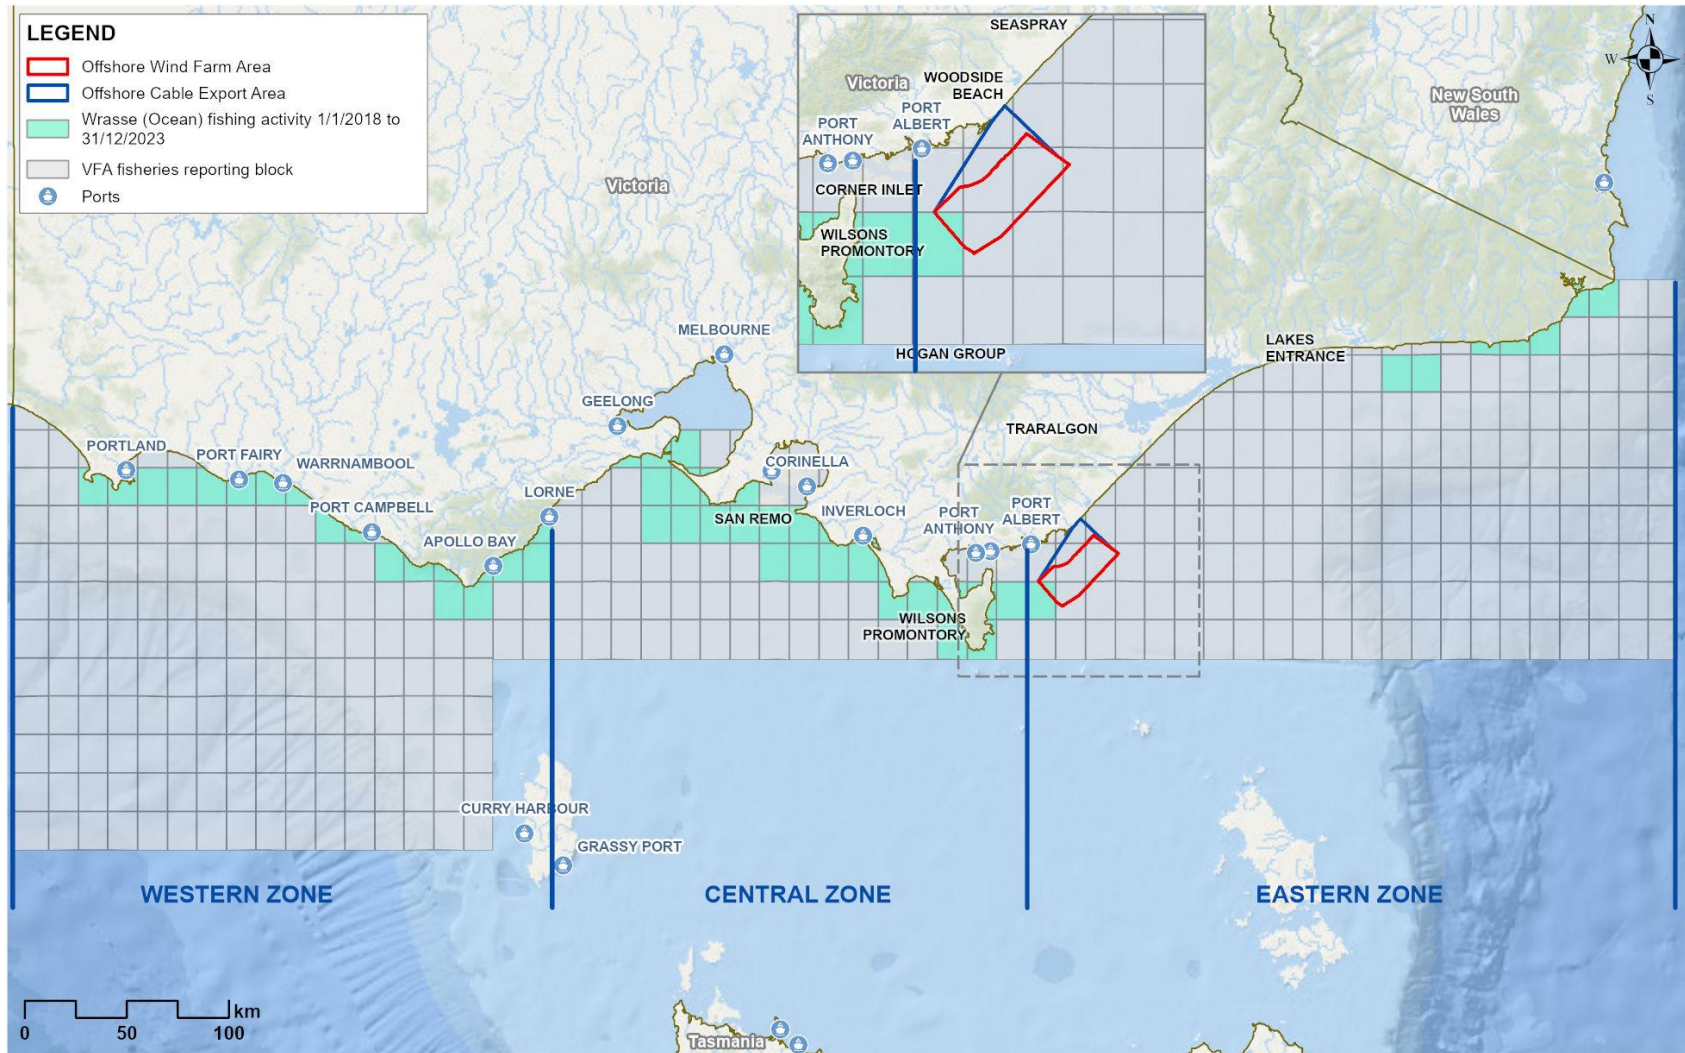 LEGEND
Offshore Wind Farm Area
Offshore Cable Export Area
Wrasse (Ocean) fishing activity 1/1/2018 to
31/12/2023
VFA fisheries reporting block
Ports
SEASPRAY
Victoria
WOODSIDE
BEACH
PORT
ALBERT
PORT
ANTHONY
CORNER INLET
WILSONS
PROMONTORY
HOGAN GROUP
N
W
S
New South
Wales
Victoria
MELBOURNE
GEELONG
LAKES
ENTRANCE
TRARALGON
PORTLAND
PORT FAIRY
WARRNAMBOOL
PORT CAMPBELL
APOLLO BAY
LORNE
CORINELLA
SAN REMO
INVERLOCH
PORT
ANTHONY
PORT
ALBERT
WILSONS
PROMONTORY
CURRY HARBOUR
GRASSY PORT
WESTERN ZONE
CENTRAL ZONE
EASTERN ZONE
km
0 50 100
Tasmania